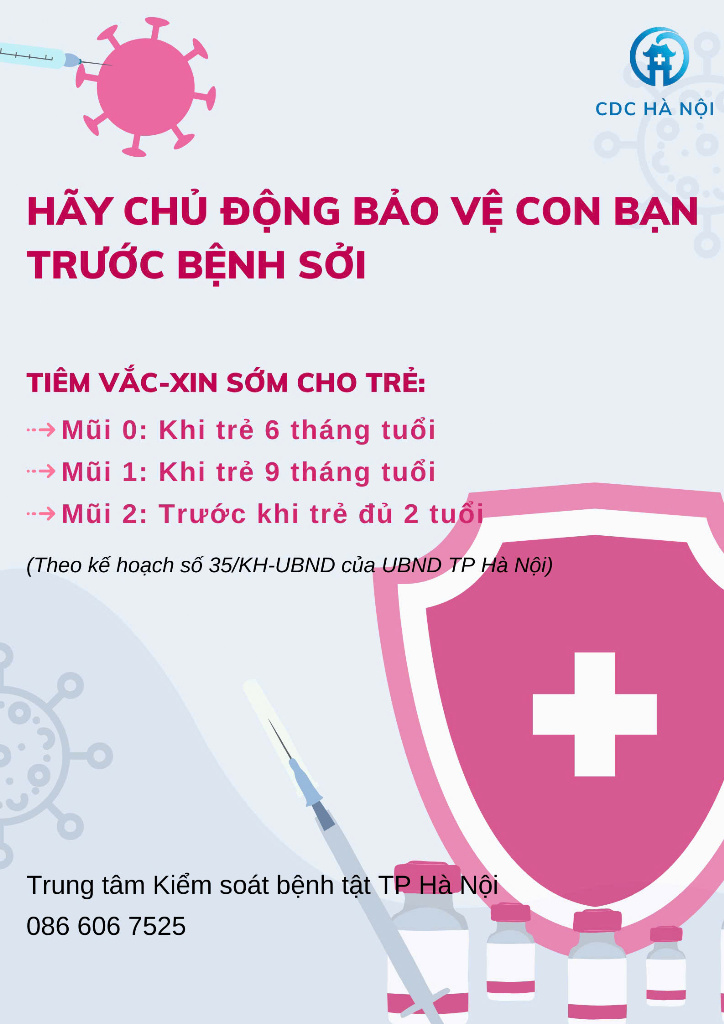 CDC HÀ NỘI
HÃY CHỦ ĐỘNG BẢO VỆ CON BẠN
TRƯỚC BỆNH SỞI
TIÊM VẮC-XIN SỚM CHO TRẺ:
Mũi 0: Khi trẻ 6 tháng tuổi
Mũi 1: Khi trẻ 9 tháng tuổi
Mũi 2: Trước khi trẻ đủ 2 tuổi
(Theo kế hoạch số 35/KH-UBND của UBND TP Hà Nội)
Trung tâm Kiểm soát bệnh tật TP Hà Nội
086 606 7525